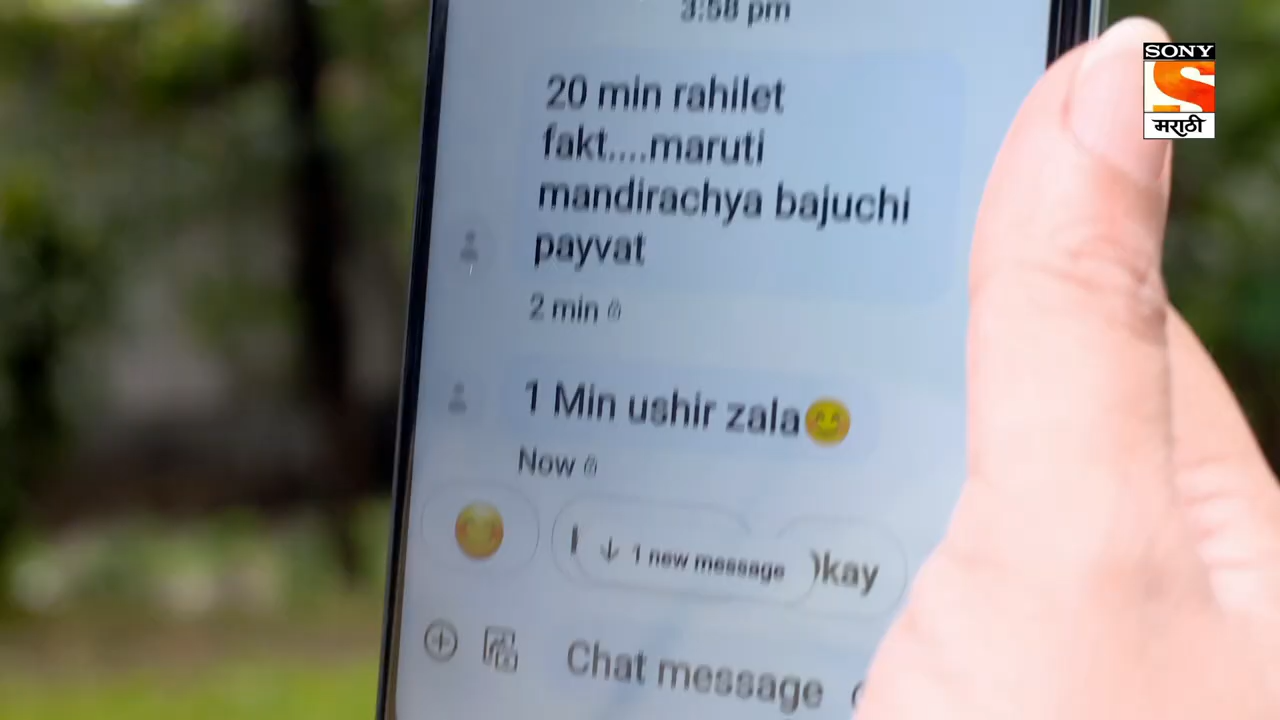 3:58 pm
SONY
मराठी
20 min rahilet
fakt....maruti
mandirachya bajuchi
payvat
2 min
1 Min ushir zala😊
Now
1 new message
Chat message